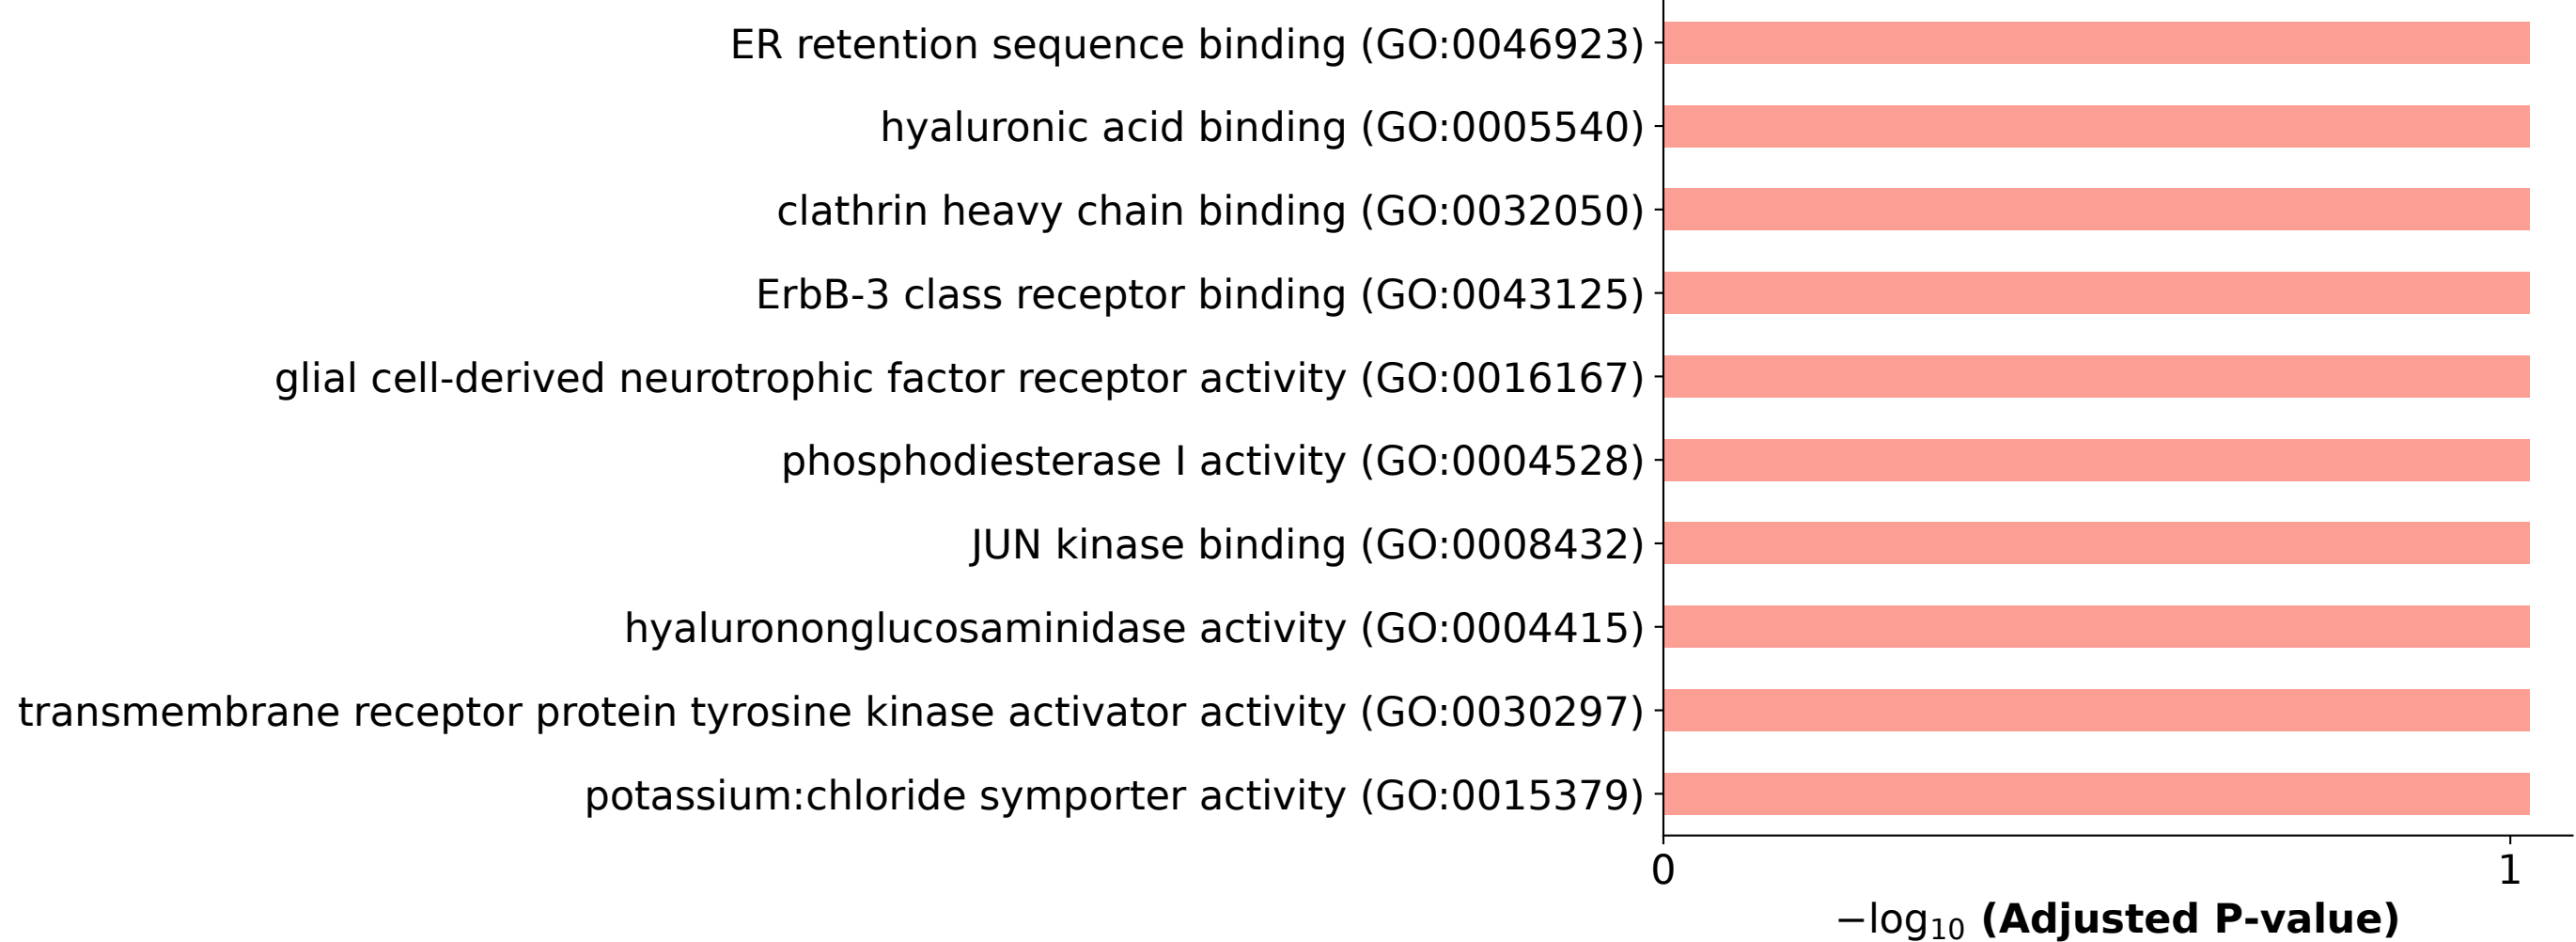 ER retention sequence binding (GO:0046923)
hyaluronic acid binding (GO:0005540)
clathrin heavy chain binding (GO:0032050)
ErbB-3 class receptor binding (GO:0043125)
glial cell-derived neurotrophic factor receptor activity (GO:0016167)
phosphodiesterase I activity (GO:0004528)
JUN kinase binding (GO:0008432)
hyalurononglucosaminidase activity (GO:0004415)
transmembrane receptor protein tyrosine kinase activator activity (GO:0030297)
potassium:chloride symporter activity (GO:0015379)
0 1
−log₁₀ (Adjusted P-value)